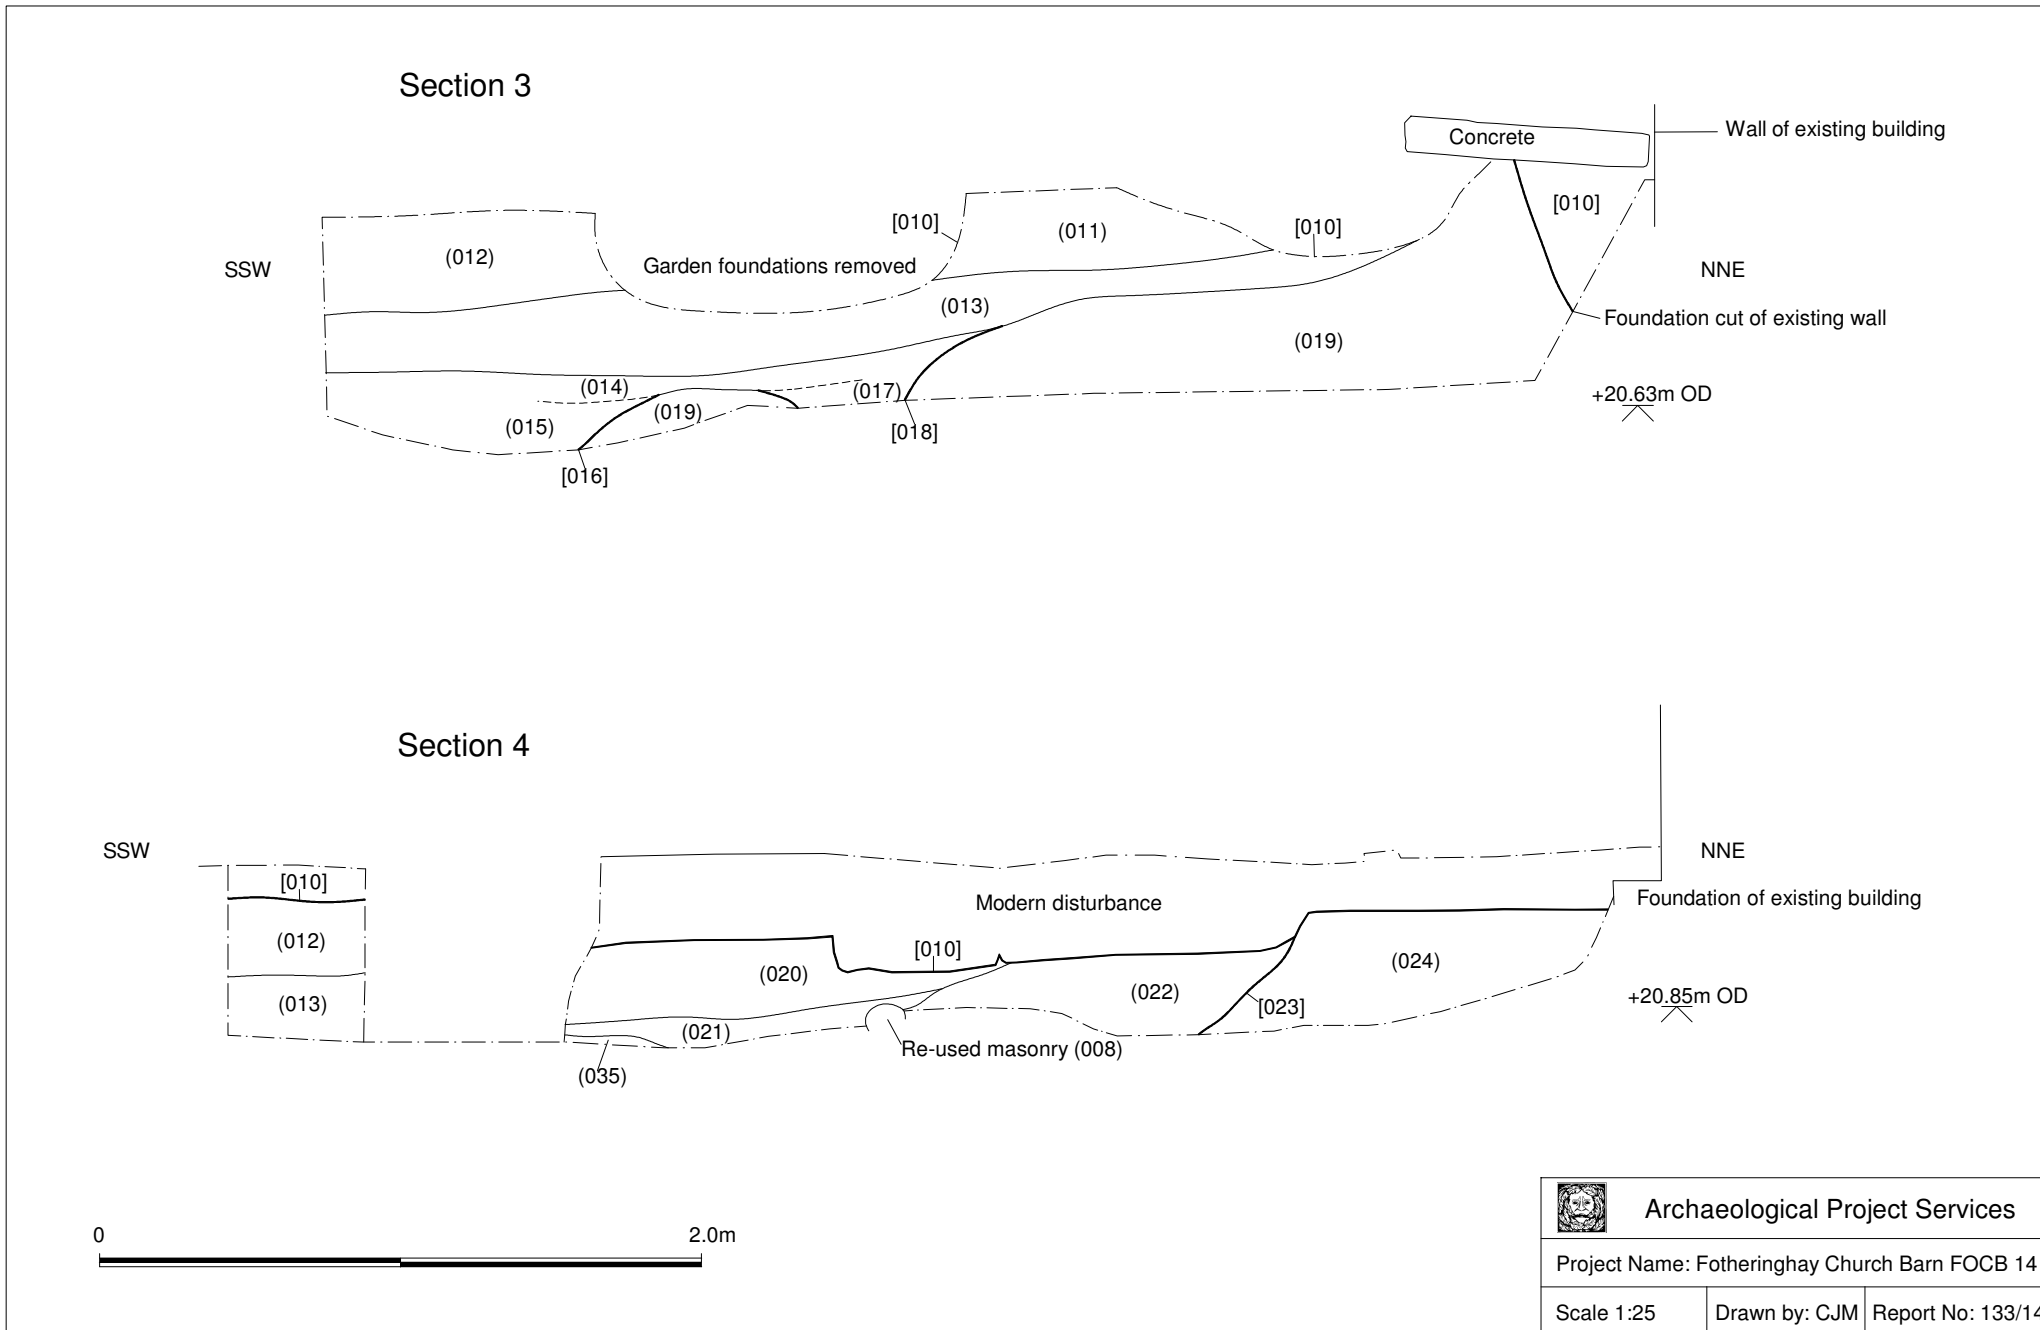 Section 3
Concrete
Wall of existing building
[010]
[010]
(011)
[010]
(012)
SSW
Garden foundations removed
NNE
(013)
Foundation cut of existing wall
(019)
(014)
(017)
+20.63m OD
(019)
(015)
[018]
[016]
Section 4
SSW
NNE
[010]
Modern disturbance
Foundation of existing building
(012)
[010]
(020)
(024)
(022)
+20.85m OD
(013)
[023]
(021)
Re-used masonry (008)
(035)
0
2.0m
Archaeological Project Services
Project Name: Fotheringhay Church Barn FOCB 14
Scale 1:25
Drawn by: CJM
Report No: 133/14